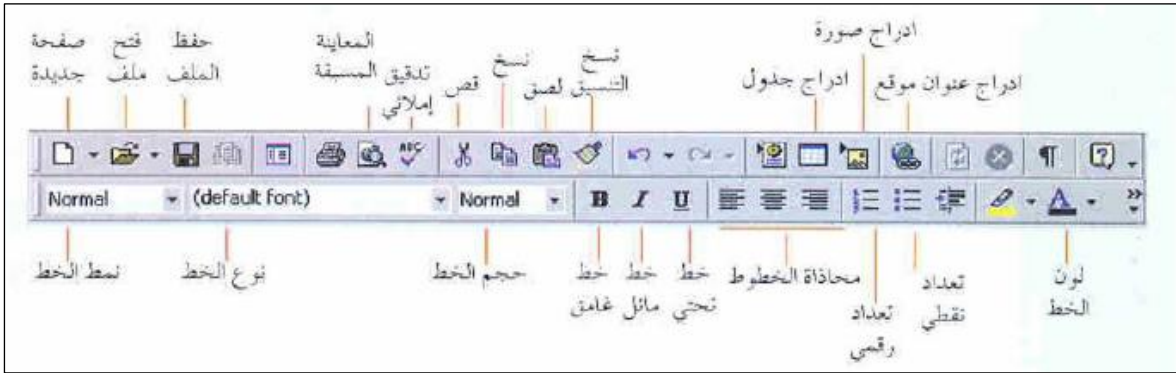 ادراج صورة
ادراج عنوان موقع
ادراج جدول
نسخ
التنسيق
لصق
نسخ
قص
تدقيق
إملائي
المعاينة
المسبقة
حفظ
الملف
فتح
ملف
صفحة
جديدة
ABC
Normal (default font) Normal B I U A
لون
الخط
تعداد
نقطي
تعداد
رقمي
محاذاة الخطوط
خط
تحتي
خط
مائل
خط
غامق
حجم الخط
نوع الخط
نمط الخط